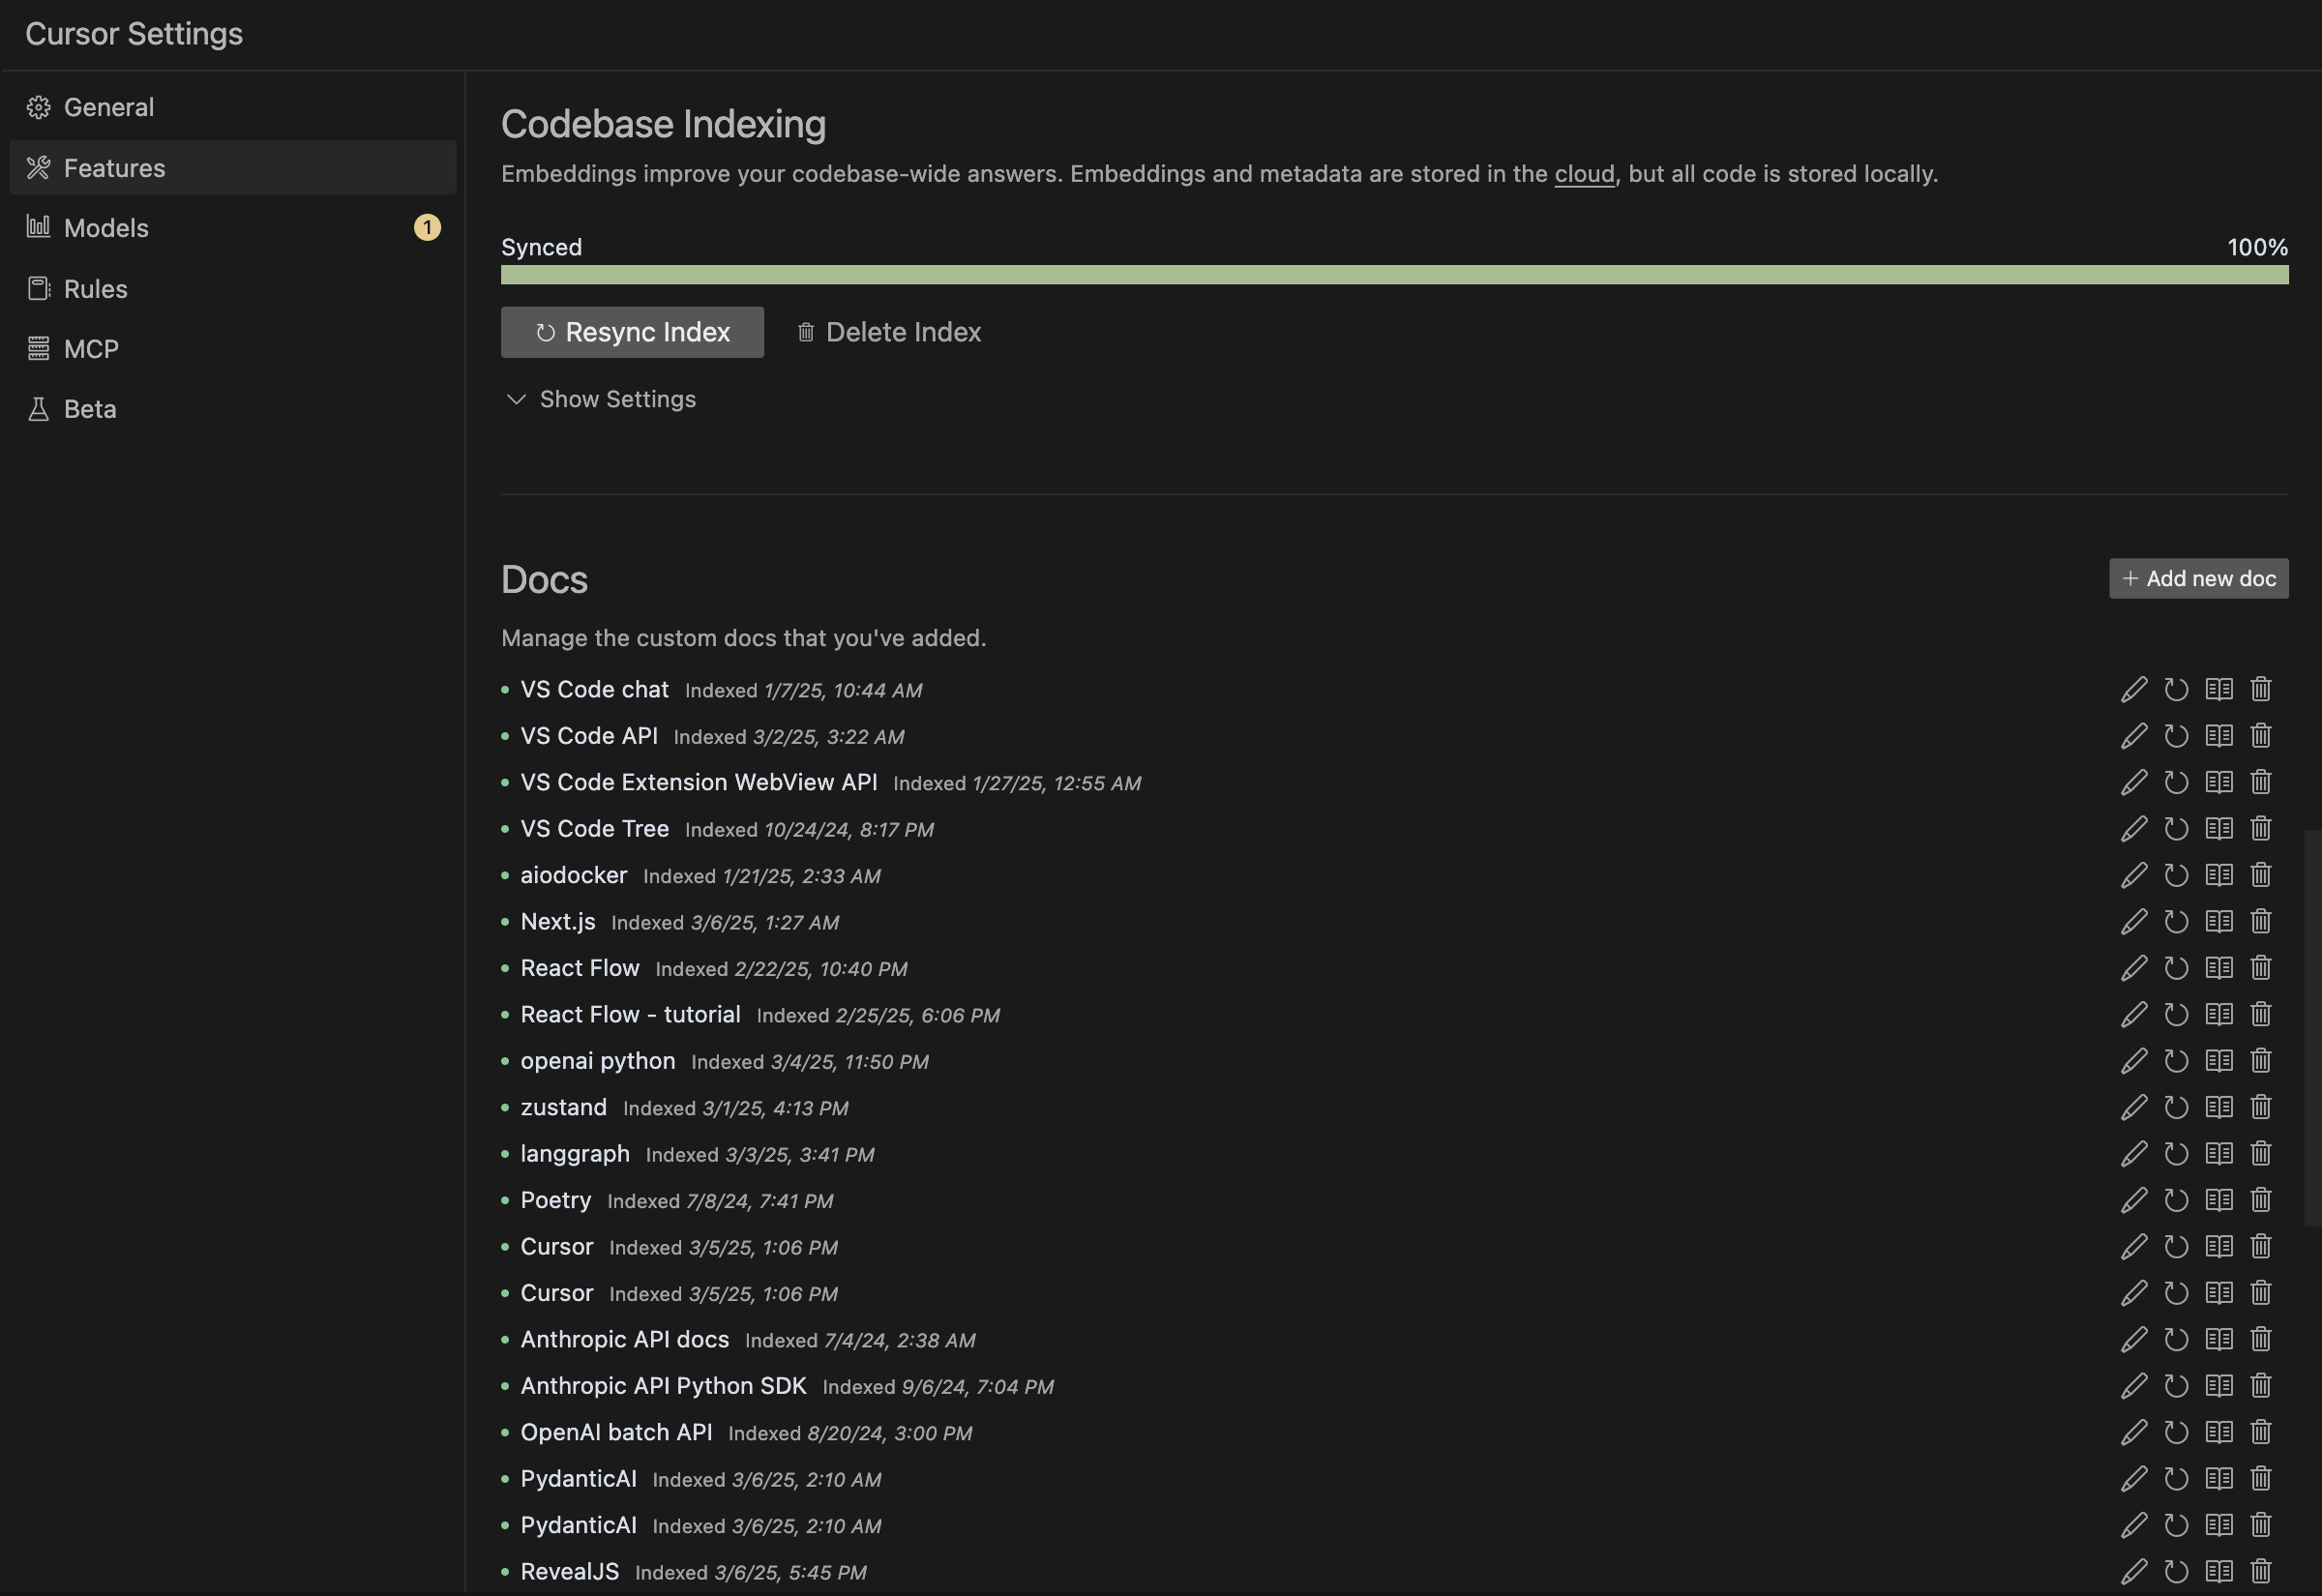 Cursor Settings
General
Features
Models 1
Rules
MCP
Beta
Codebase Indexing
Embeddings improve your codebase-wide answers. Embeddings and metadata are stored in the cloud, but all code is stored locally.
Synced 100%
Resync Index Delete Index
Show Settings
Docs + Add new doc
Manage the custom docs that you've added.
VS Code chat Indexed 1/7/25, 10:44 AM
VS Code API Indexed 3/2/25, 3:22 AM
VS Code Extension WebView API Indexed 1/27/25, 12:55 AM
VS Code Tree Indexed 10/24/24, 8:17 PM
aiodocker Indexed 1/21/25, 2:33 AM
Next.js Indexed 3/6/25, 1:27 AM
React Flow Indexed 2/22/25, 10:40 PM
React Flow - tutorial Indexed 2/25/25, 6:06 PM
openai python Indexed 3/4/25, 11:50 PM
zustand Indexed 3/1/25, 4:13 PM
langgraph Indexed 3/3/25, 3:41 PM
Poetry Indexed 7/8/24, 7:41 PM
Cursor Indexed 3/5/25, 1:06 PM
Cursor Indexed 3/5/25, 1:06 PM
Anthropic API docs Indexed 7/4/24, 2:38 AM
Anthropic API Python SDK Indexed 9/6/24, 7:04 PM
OpenAI batch API Indexed 8/20/24, 3:00 PM
PydanticAI Indexed 3/6/25, 2:10 AM
PydanticAI Indexed 3/6/25, 2:10 AM
RevealJS Indexed 3/6/25, 5:45 PM